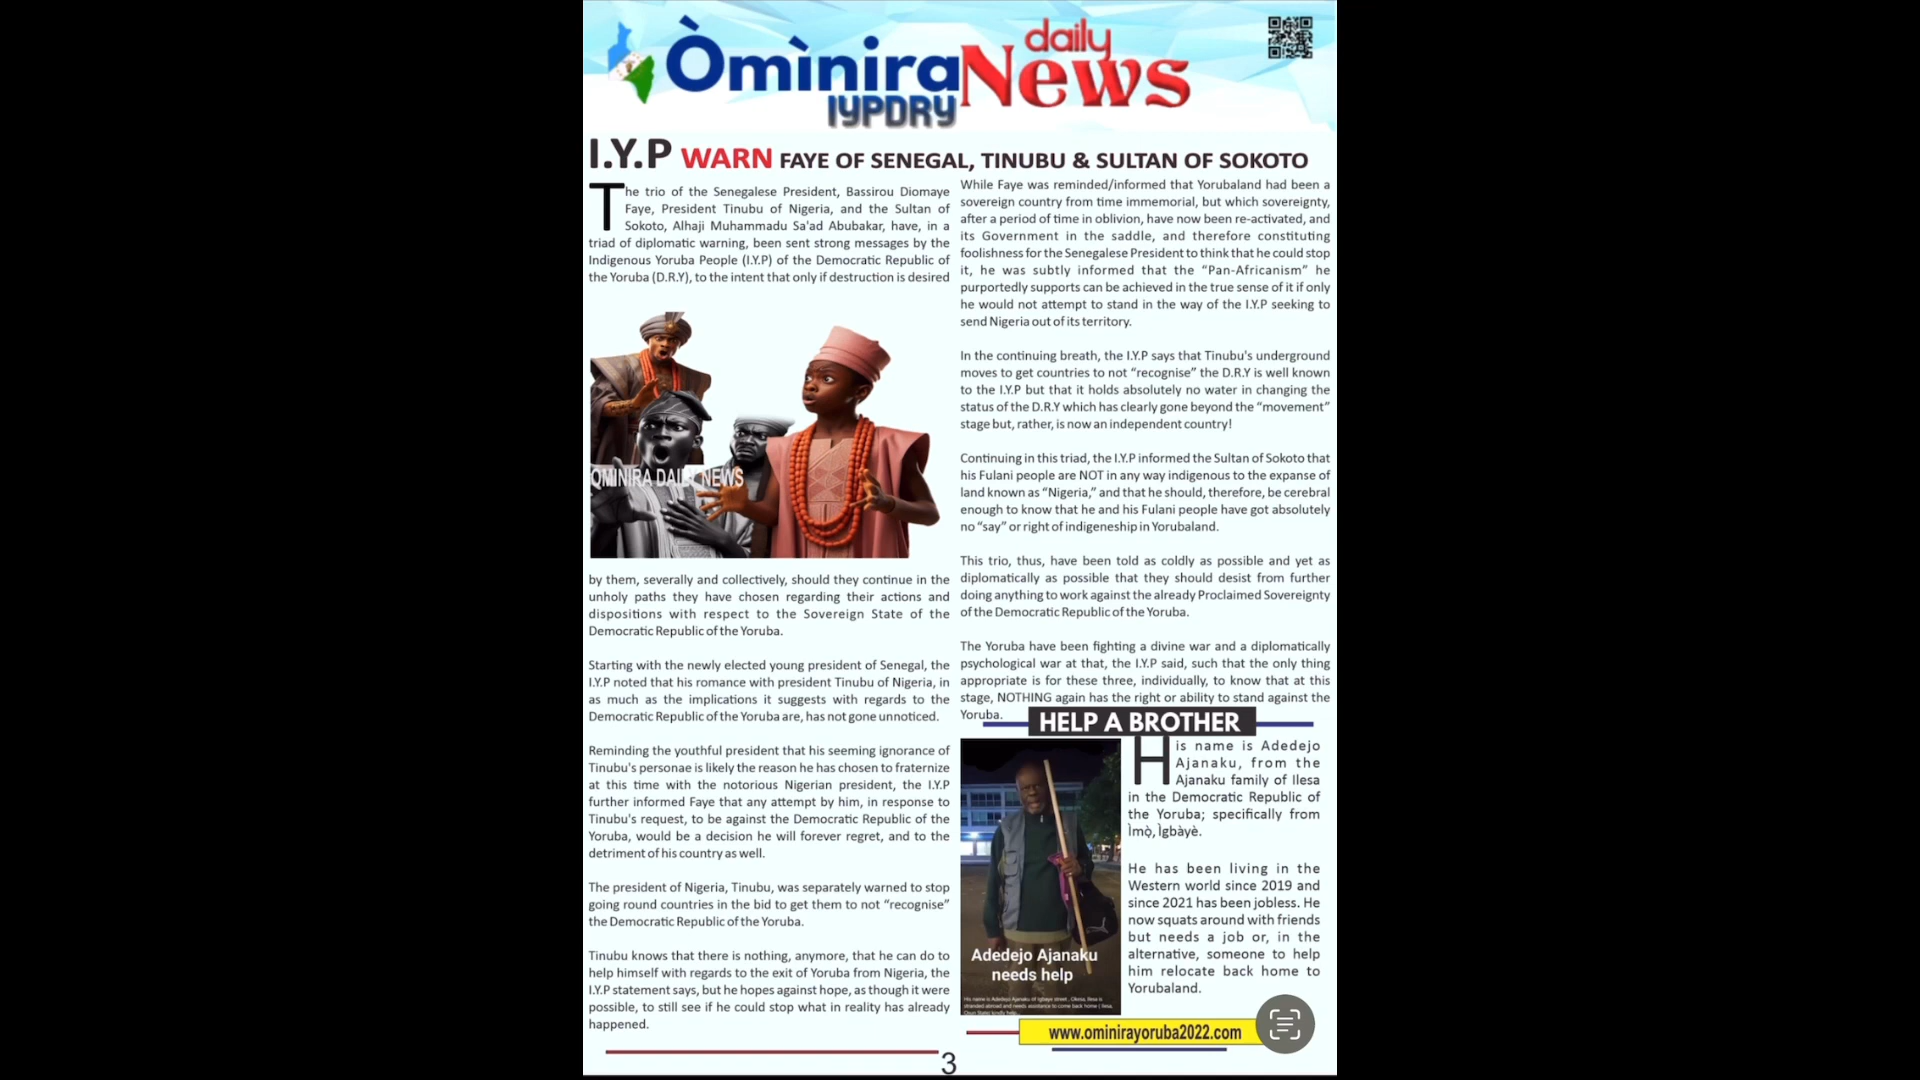 Òmìnira daily News
IYPDRY
I.Y.P WARN FAYE OF SENEGAL, TINUBU & SULTAN OF SOKOTO
The trio of the Senegalese President, Bassirou Diomaye
Faye, President Tinubu of Nigeria, and the Sultan of
Sokoto, Alhaji Muhammadu Sa'ad Abubakar, have, in a
triad of diplomatic warning, been sent strong messages by the
Indigenous Yoruba People (I.Y.P) of the Democratic Republic of
the Yoruba (D.R.Y), to the intent that only if destruction is desired
OMINIRA DAILY NEWS
by them, severally and collectively, should they continue in the
unholy paths they have chosen regarding their actions and
dispositions with respect to the Sovereign State of the
Democratic Republic of the Yoruba.
Starting with the newly elected young president of Senegal, the
I.Y.P noted that his romance with president Tinubu of Nigeria, in
as much as the implications it suggests with regards to the
Democratic Republic of the Yoruba are, has not gone unnoticed.
Reminding the youthful president that his seeming ignorance of
Tinubu's personae is likely the reason he has chosen to fraternize
at this time with the notorious Nigerian president, the I.Y.P
further informed Faye that any attempt by him, in response to
Tinubu's request, to be against the Democratic Republic of the
Yoruba, would be a decision he will forever regret, and to the
detriment of his country as well.
The president of Nigeria, Tinubu, was separately warned to stop
going round countries in the bid to get them to not “recognise”
the Democratic Republic of the Yoruba.
Tinubu knows that there is nothing, anymore, that he can do to
help himself with regards to the exit of Yoruba from Nigeria, the
I.Y.P statement says, but he hopes against hope, as though it were
possible, to still see if he could stop what in reality has already
happened.
While Faye was reminded/informed that Yorubaland had been a
sovereign country from time immemorial, but which sovereignty,
after a period of time in oblivion, have now been re-activated, and
its Government in the saddle, and therefore constituting
foolishness for the Senegalese President to think that he could stop
it, he was subtly informed that the “Pan-Africanism” he
purportedly supports can be achieved in the true sense of it if only
he would not attempt to stand in the way of the I.Y.P seeking to
send Nigeria out of its territory.
In the continuing breath, the I.Y.P says that Tinubu's underground
moves to get countries to not “recognise” the D.R.Y is well known
to the I.Y.P but that it holds absolutely no water in changing the
status of the D.R.Y which has clearly gone beyond the “movement”
stage but, rather, is now an independent country!
Continuing in this triad, the I.Y.P informed the Sultan of Sokoto that
his Fulani people are NOT in any way indigenous to the expanse of
land known as “Nigeria,” and that he should, therefore, be cerebral
enough to know that he and his Fulani people have got absolutely
no “say” or right of indigeneship in Yorubaland.
This trio, thus, have been told as coldly as possible and yet as
diplomatically as possible that they should desist from further
doing anything to work against the already Proclaimed Sovereignty
of the Democratic Republic of the Yoruba.
The Yoruba have been fighting a divine war and a diplomatically
psychological war at that, the I.Y.P said, such that the only thing
appropriate is for these three, individually, to know that at this
stage, NOTHING again has the right or ability to stand against the
Yoruba.
HELP A BROTHER
Adedejo Ajanaku
needs help
His name is Adedejo
Ajanaku, from the
Ajanaku family of Ilesa
in the Democratic Republic of
the Yoruba; specifically from
Ìmọ̀, Ìgbàyè.
He has been living in the
Western world since 2019 and
since 2021 has been jobless. He
now squats around with friends
but needs a job or, in the
alternative, someone to help
him relocate back home to
Yorubaland.
www.ominirayoruba2022.com
3